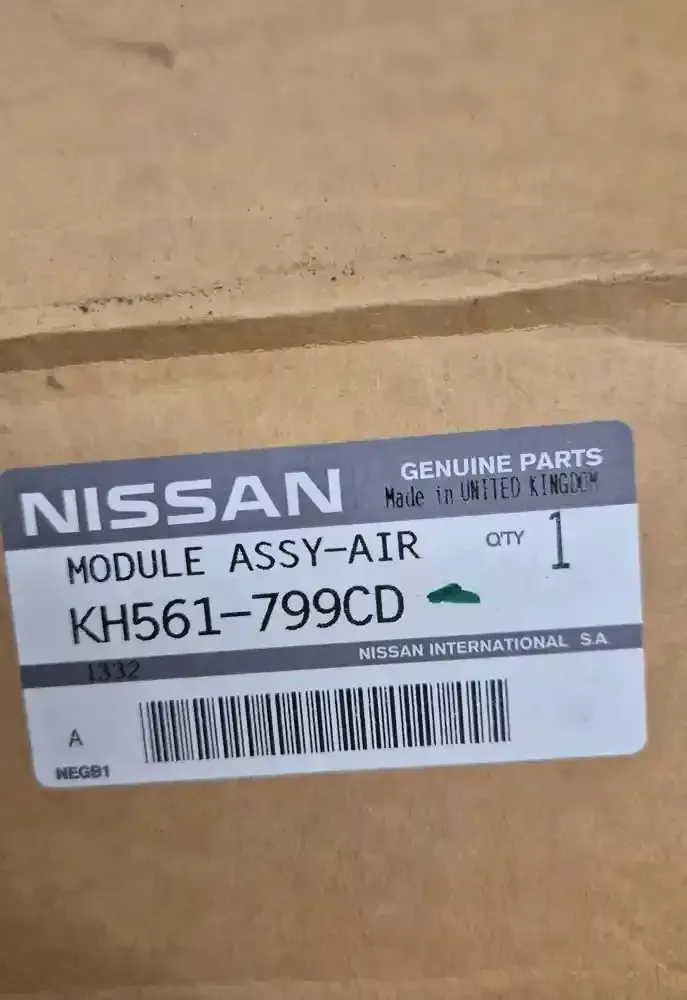 NISSAN
GENUINE PARTS
Made in UNITED KINGDOM
MODULE ASSY-AIR
QTY 1
KH561-799CD
NISSAN INTERNATIONAL S.A.
1332
A
NEGB1